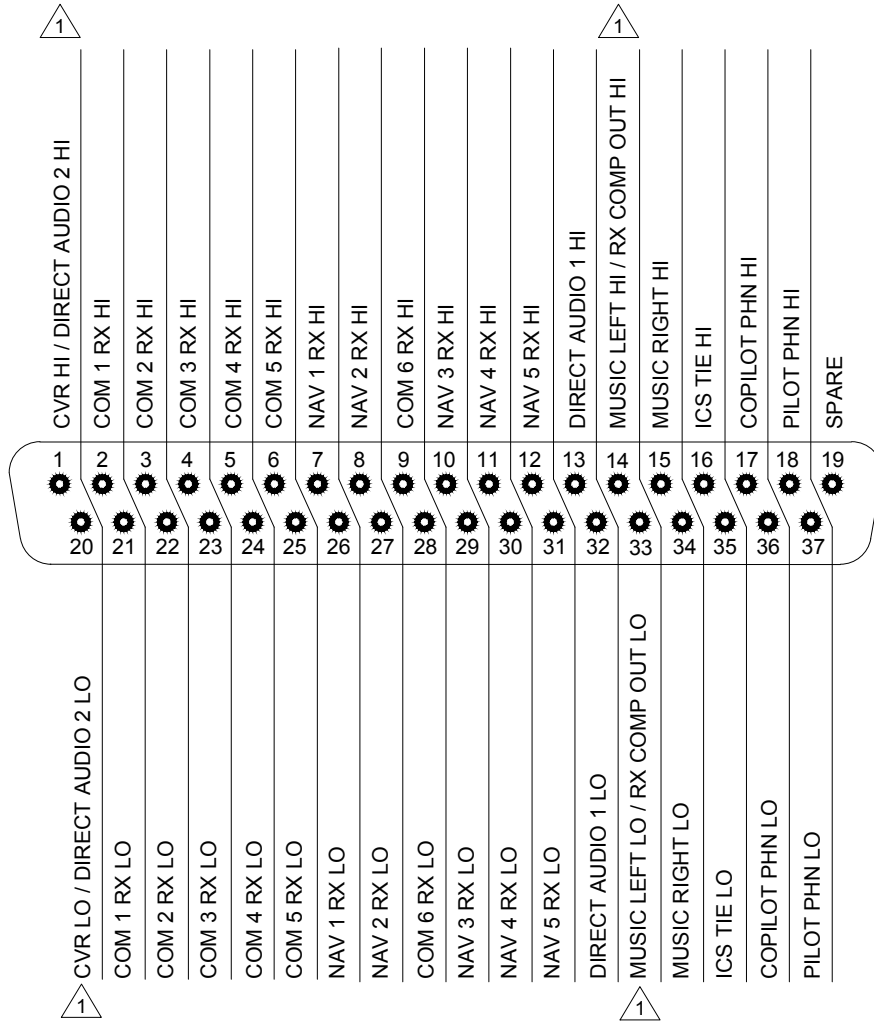 1
1
CVR HI / DIRECT AUDIO 2 HI
COM 1 RX HI
COM 2 RX HI
COM 3 RX HI
COM 4 RX HI
COM 5 RX HI
NAV 1 RX HI
NAV 2 RX HI
COM 6 RX HI
NAV 3 RX HI
NAV 4 RX HI
NAV 5 RX HI
DIRECT AUDIO 1 HI
MUSIC LEFT HI / RX COMP OUT HI
MUSIC RIGHT HI
ICS TIE HI
COPILOT PHN HI
PILOT PHN HI
SPARE
1 2 3 4 5 6 7 8 9 10 11 12 13 14 15 16 17 18 19
20 21 22 23 24 25 26 27 28 29 30 31 32 33 34 35 36 37
CVR LO / DIRECT AUDIO 2 LO
COM 1 RX LO
COM 2 RX LO
COM 3 RX LO
COM 4 RX LO
COM 5 RX LO
NAV 1 RX LO
NAV 2 RX LO
COM 6 RX LO
NAV 3 RX LO
NAV 4 RX LO
NAV 5 RX LO
DIRECT AUDIO 1 LO
MUSIC LEFT LO / RX COMP OUT LO
MUSIC RIGHT LO
ICS TIE LO
COPILOT PHN LO
PILOT PHN LO
1
1